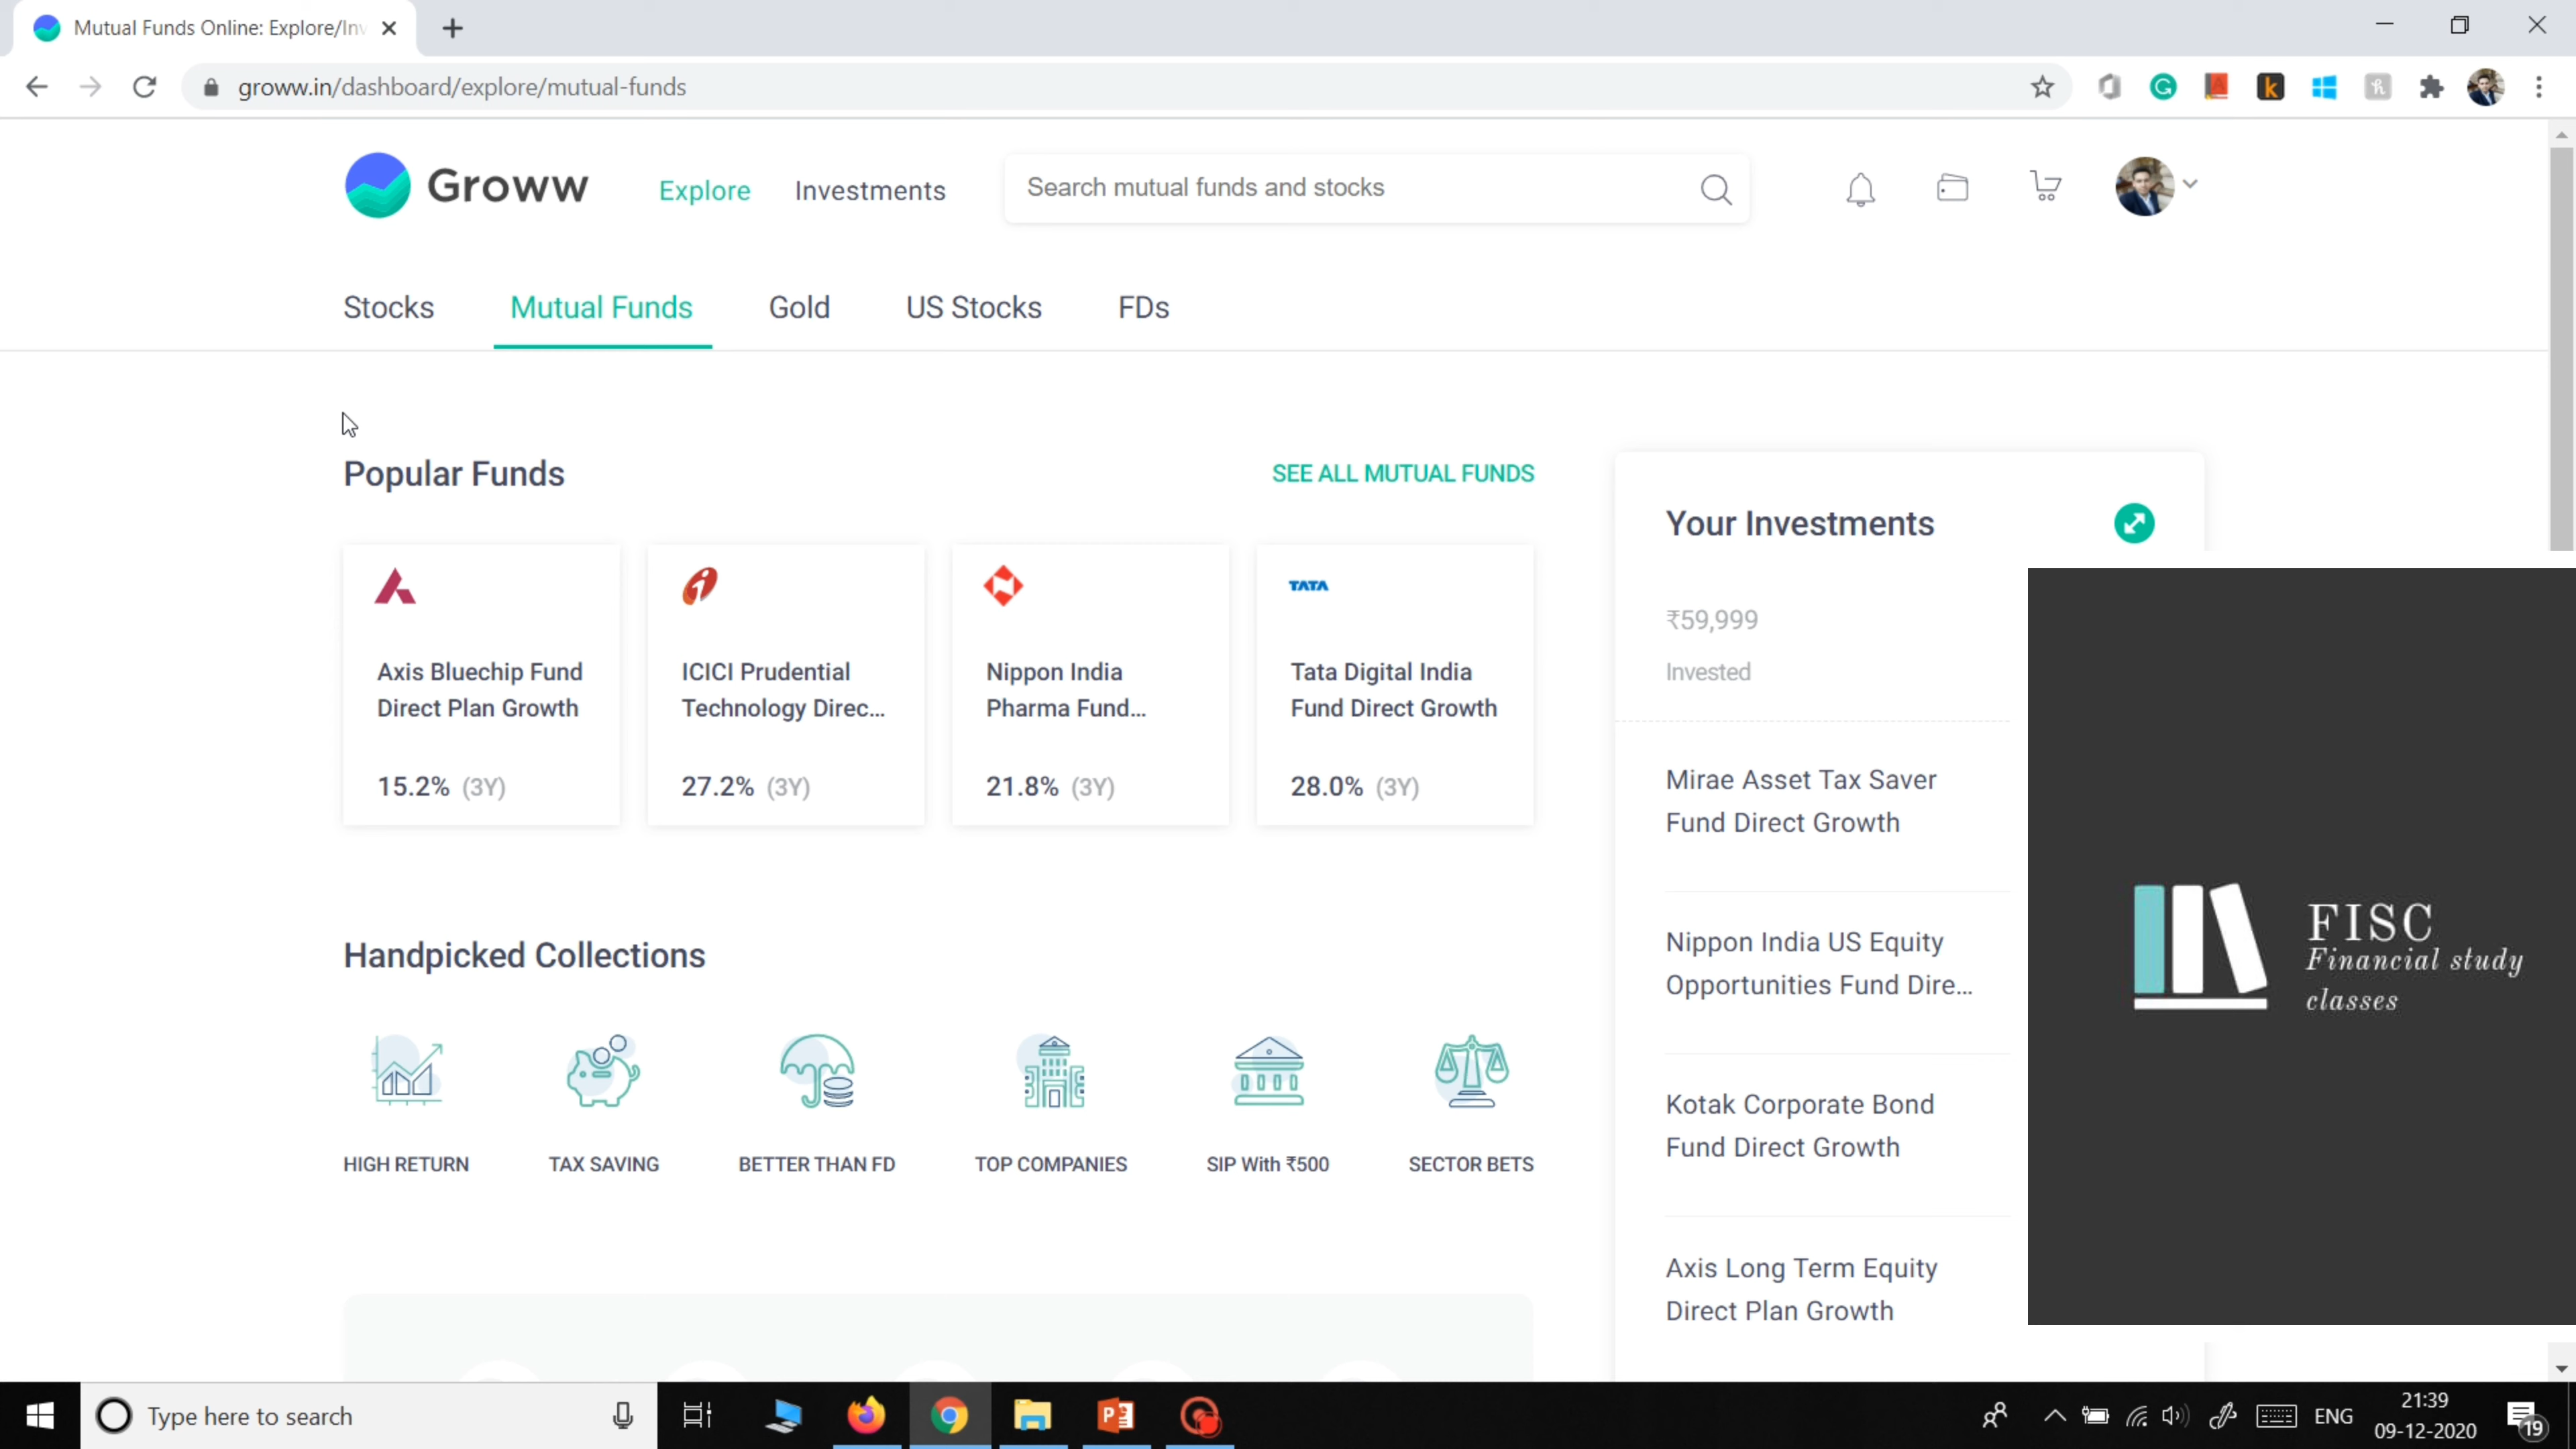 Mutual Funds Online: Explore/Inv
groww.in/dashboard/explore/mutual-funds
Groww
Explore
Investments
Search mutual funds and stocks
Stocks
Mutual Funds
Gold
US Stocks
FDs
Popular Funds
SEE ALL MUTUAL FUNDS
TATA
Axis Bluechip Fund
Direct Plan Growth
15.2% (3Y)
ICICI Prudential
Technology Direc...
27.2% (3Y)
Nippon India
Pharma Fund...
21.8% (3Y)
Tata Digital India
Fund Direct Growth
28.0% (3Y)
Handpicked Collections
HIGH RETURN
TAX SAVING
BETTER THAN FD
TOP COMPANIES
SIP With ₹500
SECTOR BETS
Your Investments
₹59,999
Invested
Mirae Asset Tax Saver
Fund Direct Growth
Nippon India US Equity
Opportunities Fund Dire...
Kotak Corporate Bond
Fund Direct Growth
Axis Long Term Equity
Direct Plan Growth
FISC
Financial study
classes
Type here to search
ENG
21:39
09-12-2020
19